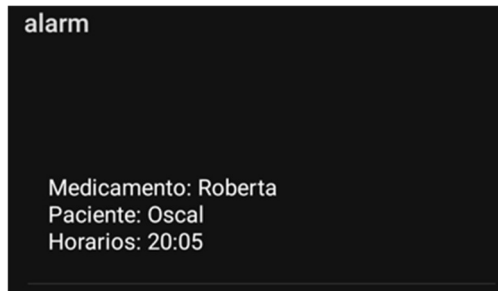 alarm
Medicamento: Roberta
Paciente: Oscal
Horarios: 20:05